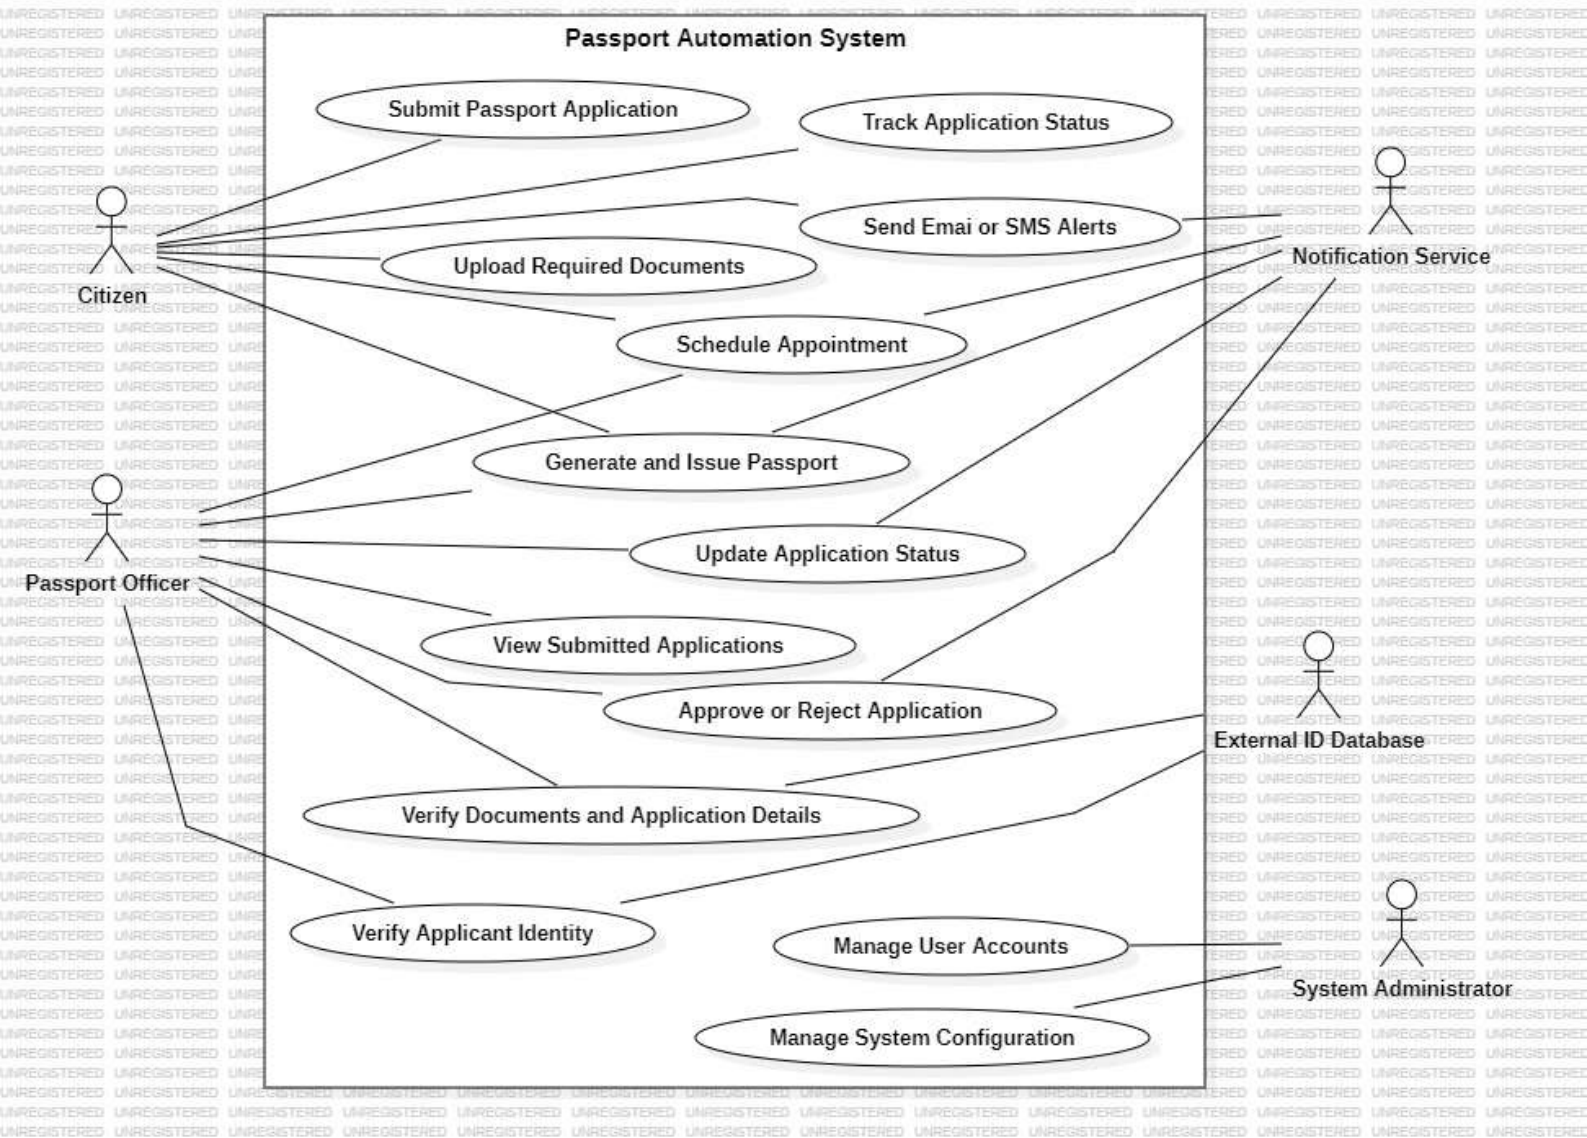 Passport Automation System
Submit Passport Application
Track Application Status
Send Emai or SMS Alerts
Notification Service
Upload Required Documents
Citizen
Schedule Appointment
Generate and Issue Passport
Update Application Status
Passport Officer
View Submitted Applications
Approve or Reject Application
External ID Database
Verify Documents and Application Details
Verify Applicant Identity
Manage User Accounts
System Administrator
Manage System Configuration
UNREGISTERED